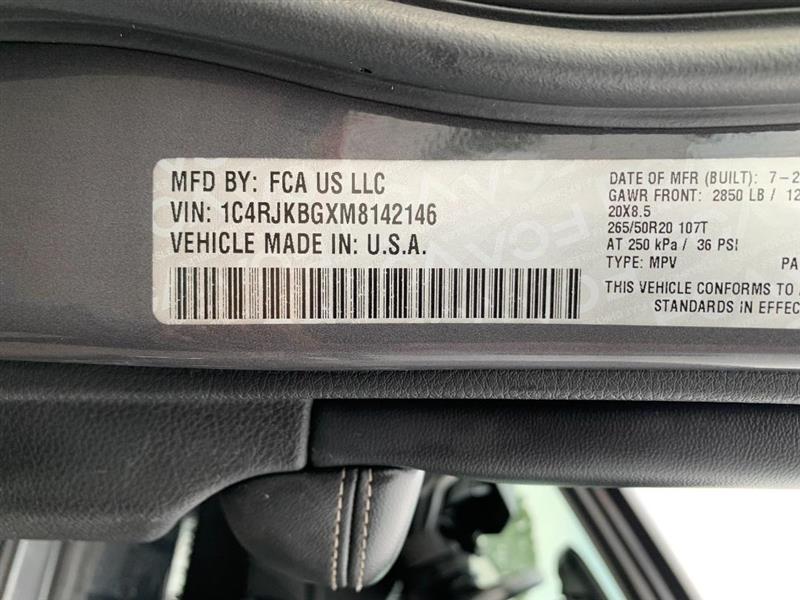 MFD BY: FCA US LLC
VIN: 1C4RJKBGXM8142146
VEHICLE MADE IN: U.S.A.
DATE OF MFR (BUILT): 7-2
GAWR FRONT: 2850 LB / 12
20X8.5
265/50R20 107T
AT 250 kPa / 36 PSI
TYPE: MPV PA
THIS VEHICLE CONFORMS TO
STANDARDS IN EFFEC